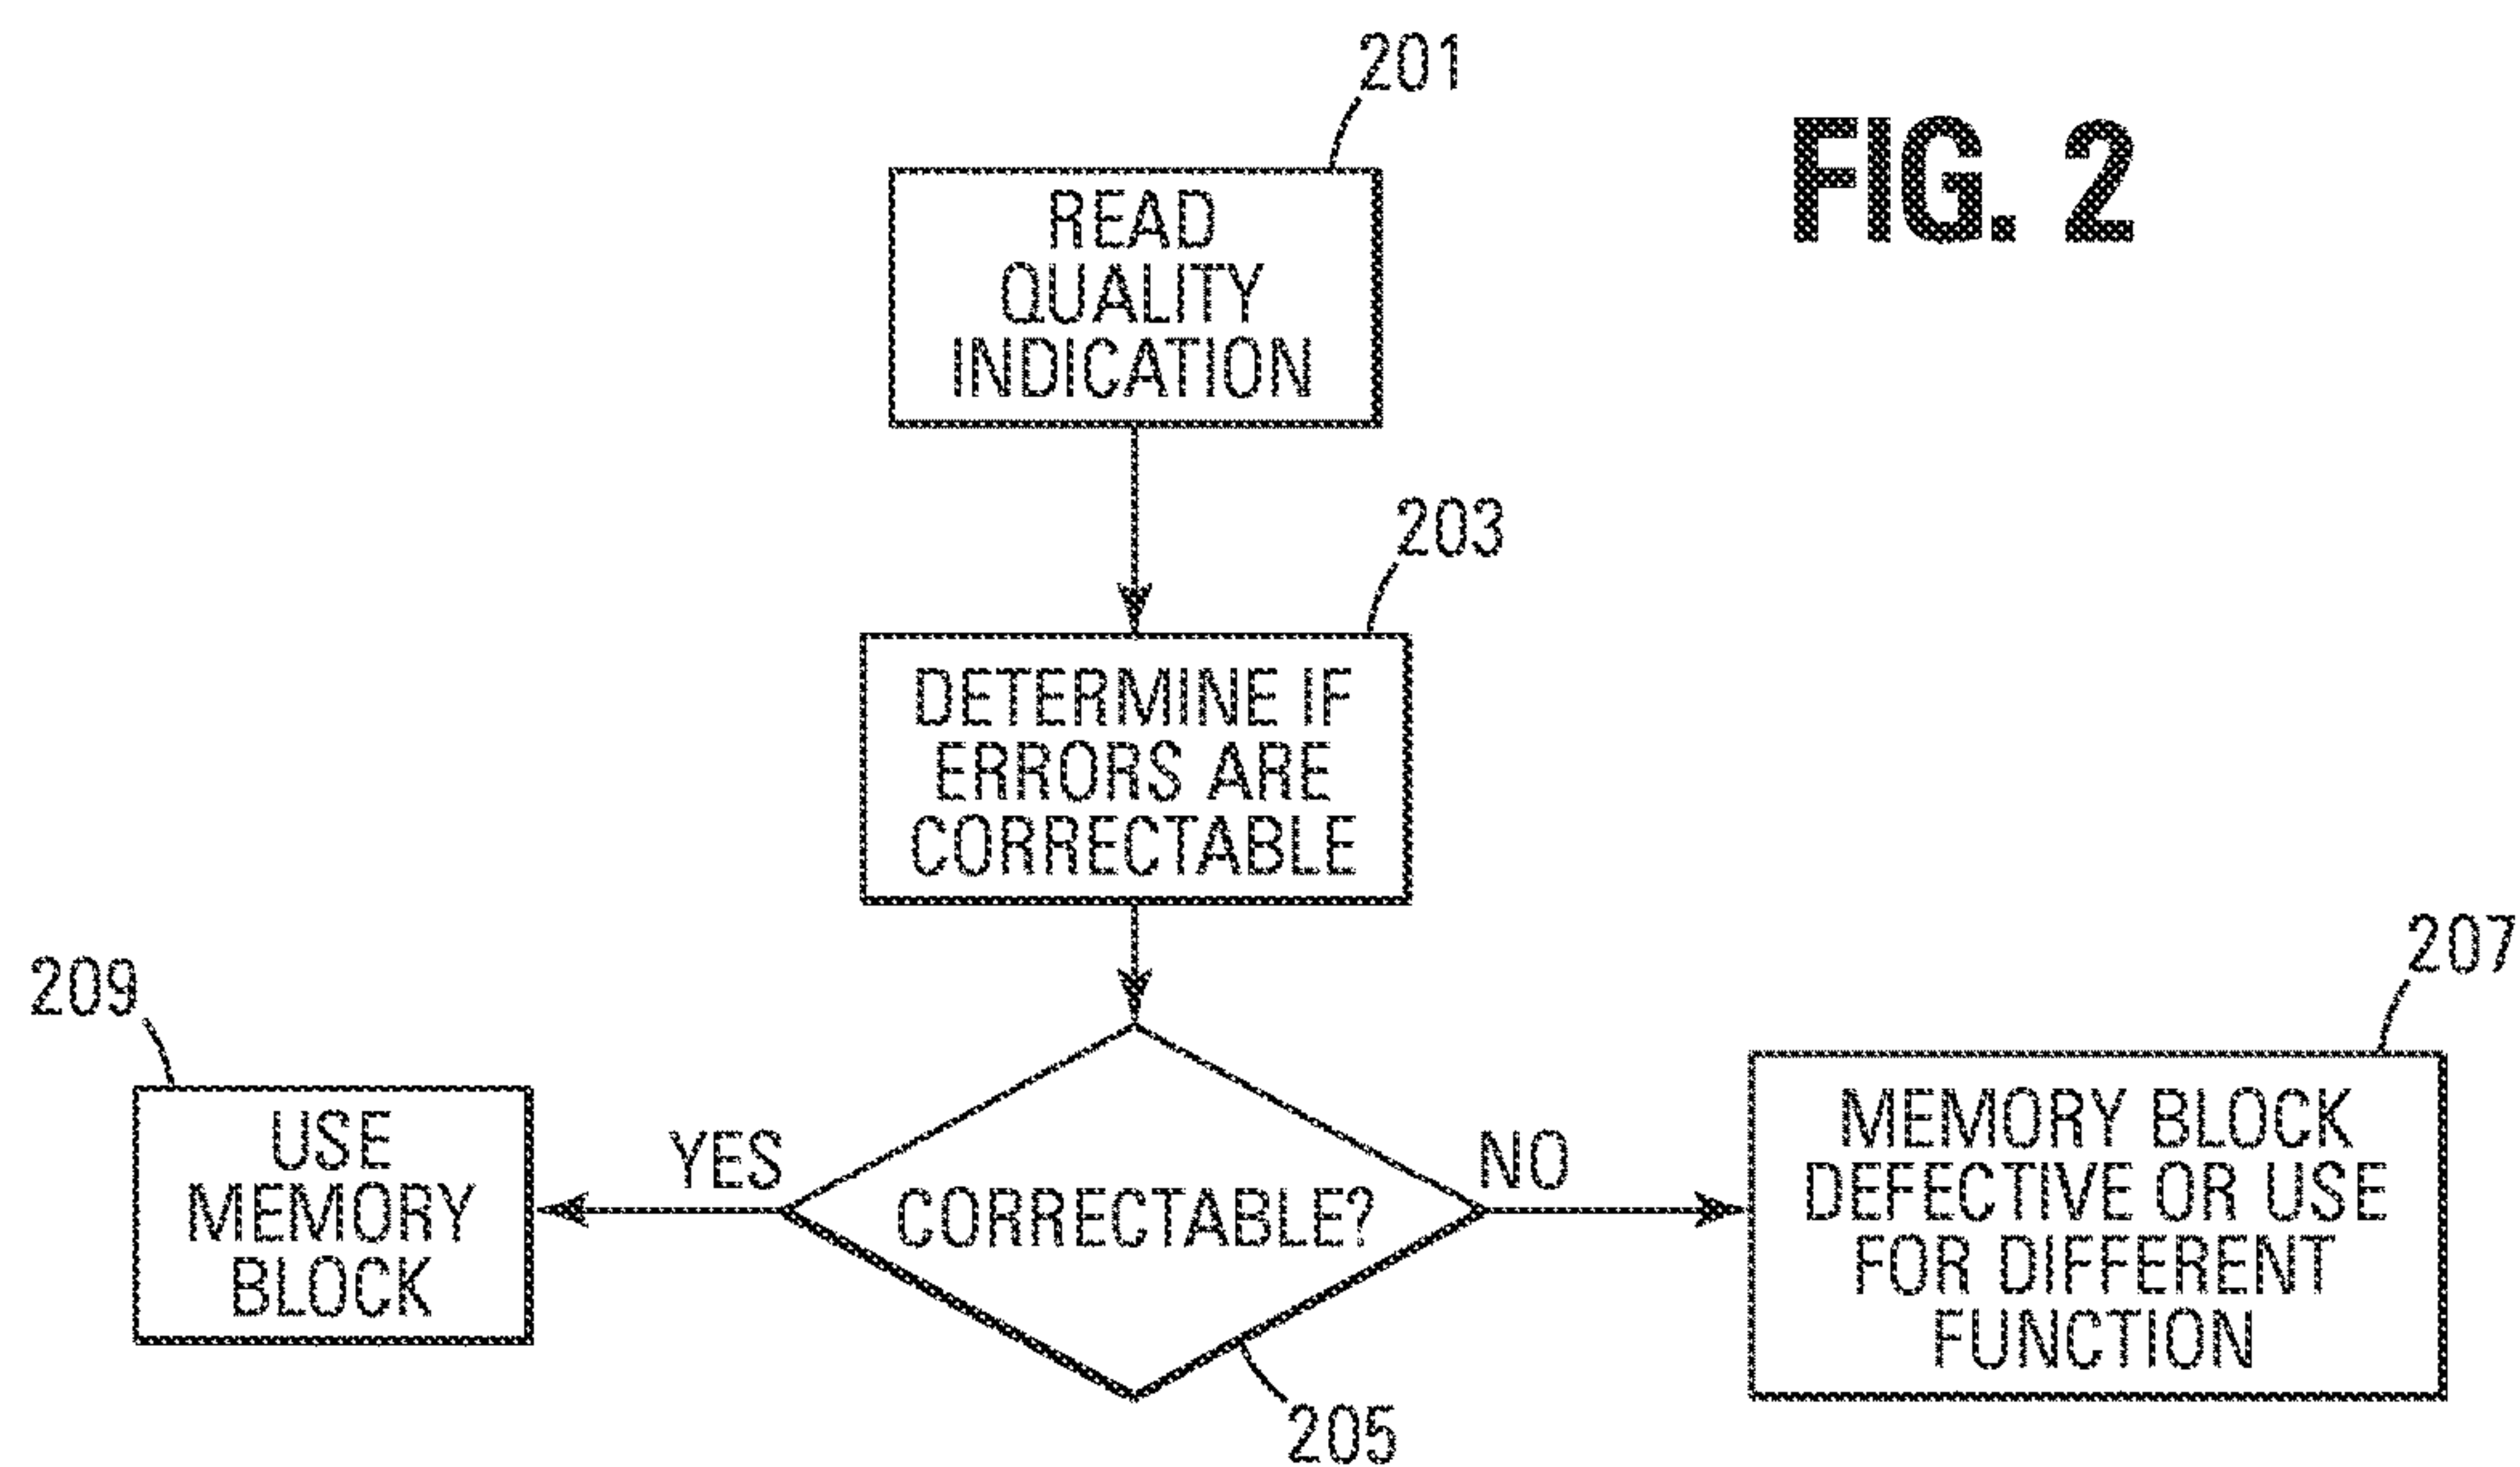 201
FIG. 2
READ
QUALITY
INDICATION
203
DETERMINE IF
ERRORS ARE
CORRECTABLE
209
207
USE
MEMORY
BLOCK
YES
CORRECTABLE?
NO
MEMORY BLOCK
DEFECTIVE OR USE
FOR DIFFERENT
FUNCTION
205